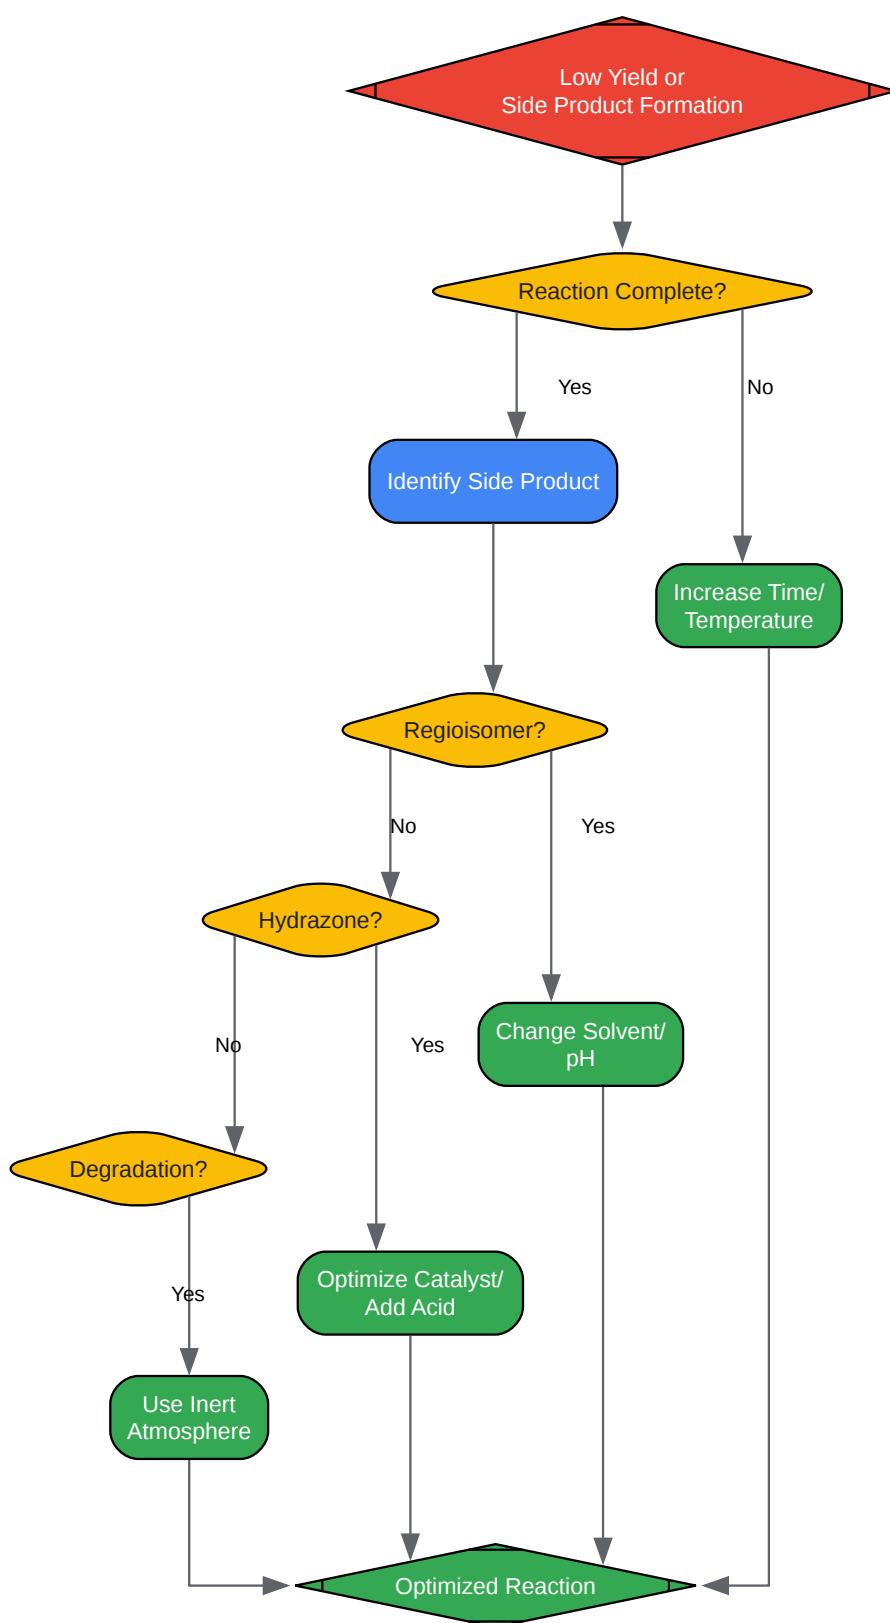 Low Yield or
Side Product Formation
Reaction Complete?
Yes
No
Identify Side Product
Increase Time/
Temperature
Regioisomer?
No
Yes
Hydrazone?
Change Solvent/
pH
No
Yes
Degradation?
Optimize Catalyst/
Add Acid
Yes
Use Inert
Atmosphere
Optimized Reaction